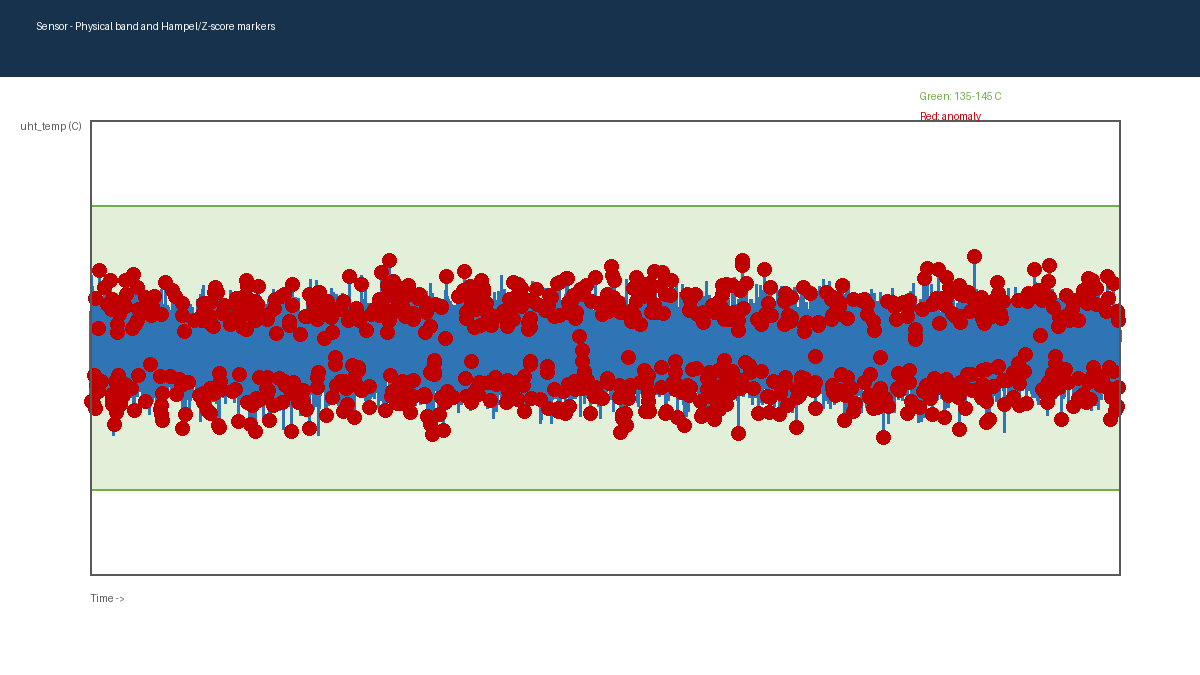 Sensor - Physical band and Hampel/Z-score markers
Green: 135-145 C
Red: anomaly
uht_temp (C)
Time ->